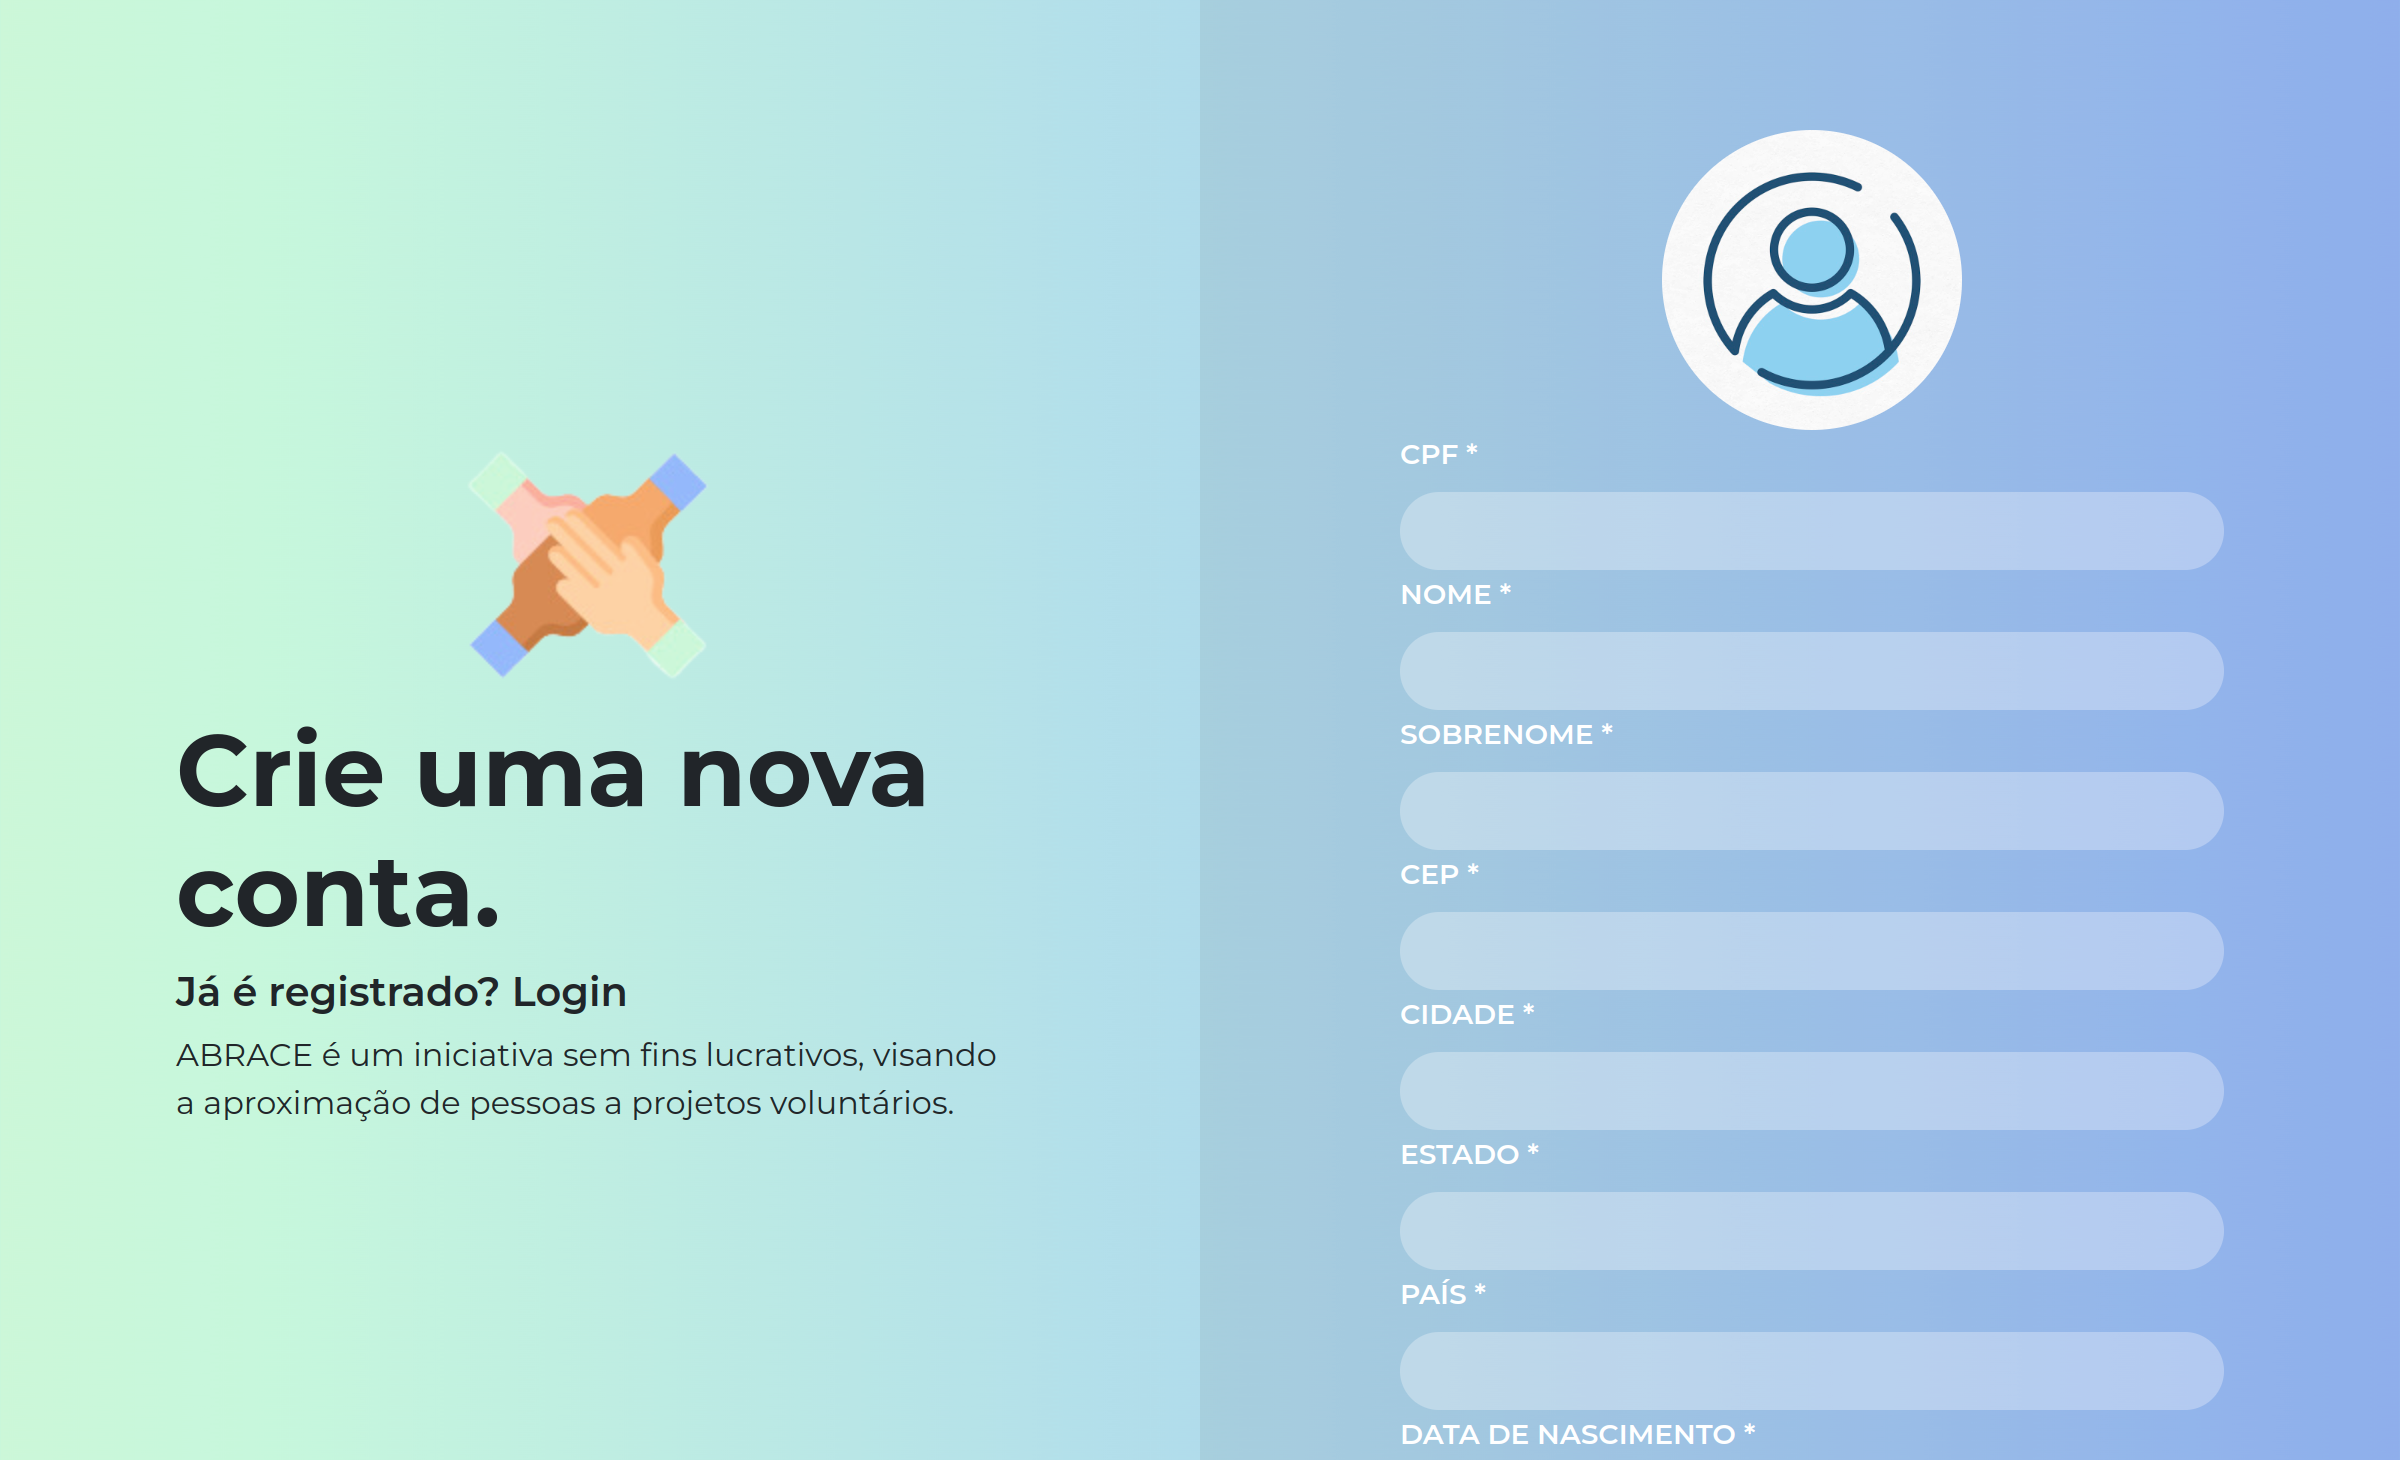 Crie uma nova
conta.
Já é registrado? Login
ABRACE é um iniciativa sem fins lucrativos, visando
a aproximação de pessoas a projetos voluntários.
CPF *
NOME *
SOBRENOME *
CEP *
CIDADE *
ESTADO *
PAÍS *
DATA DE NASCIMENTO *